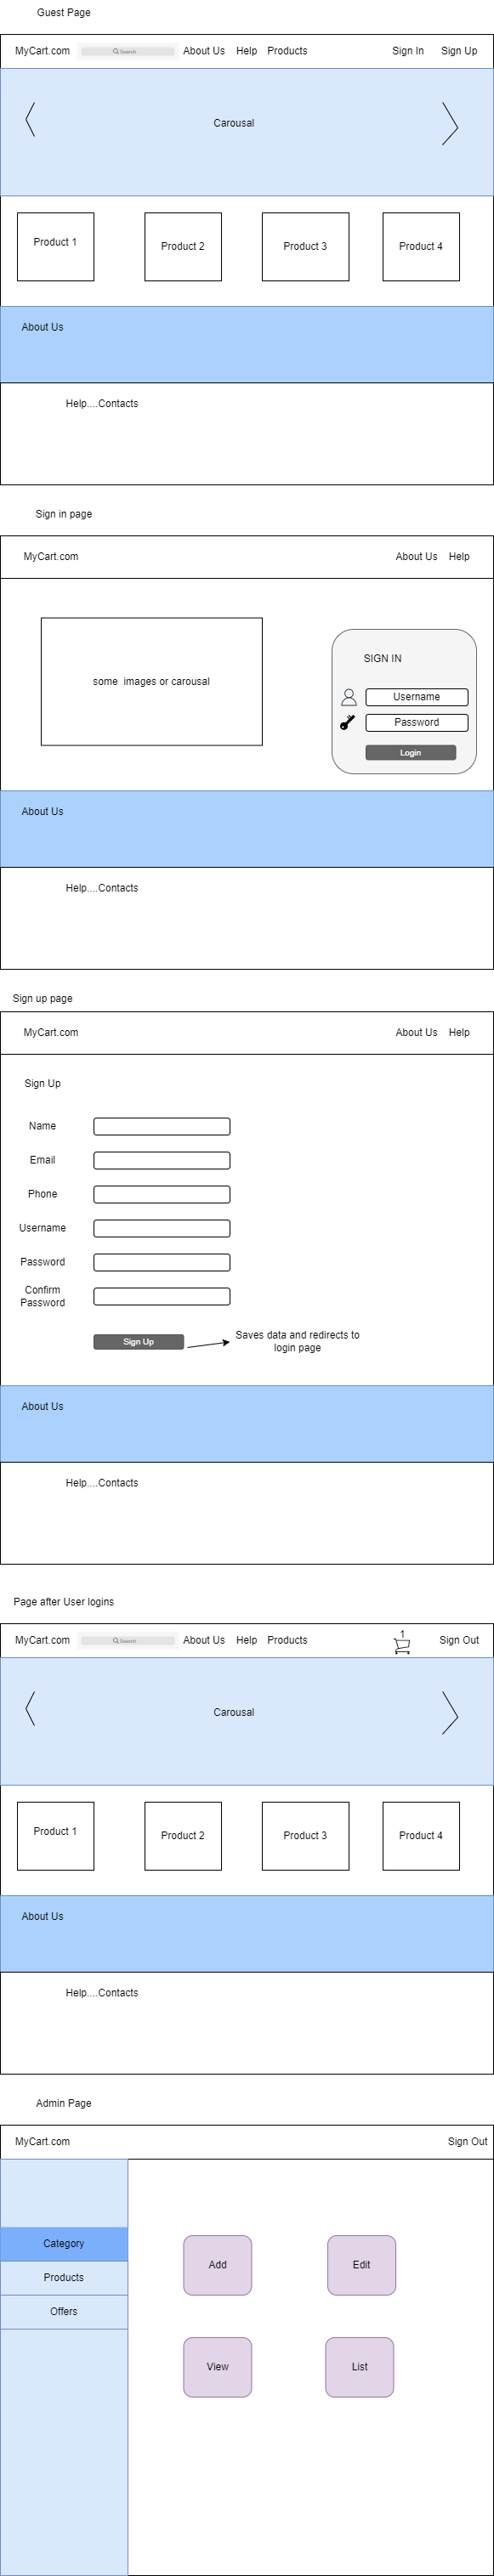 Guest Page
MyCart.com Search About Us Help Products Sign In Sign Up
Carousal
Product 1 Product 2 Product 3 Product 4
About Us
Help....Contacts
Sign in page
MyCart.com About Us Help
some images or carousal
SIGN IN
Username
Password
Login
About Us
Help....Contacts
Sign up page
MyCart.com About Us Help
Sign Up
Name
Email
Phone
Username
Password
Confirm
Password
Sign Up
Saves data and redirects to
login page
About Us
Help....Contacts
Page after User logins
MyCart.com Search About Us Help Products 1 Sign Out
Carousal
Product 1 Product 2 Product 3 Product 4
About Us
Help....Contacts
Admin Page
MyCart.com Sign Out
Category
Products
Offers
Add Edit
View List